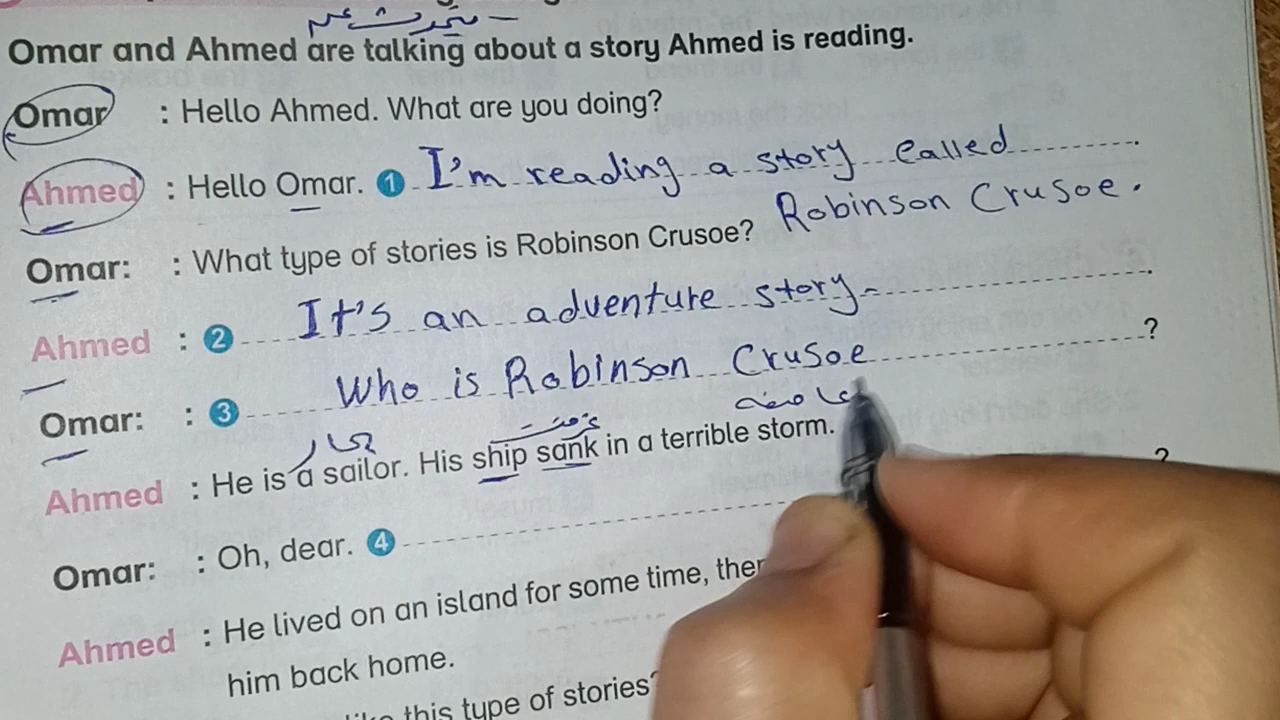 يتحدث عن
Omar and Ahmed are talking about a story Ahmed is reading.
Omar : Hello Ahmed. What are you doing?
Ahmed : Hello Omar. 1 I'm reading a story called
Robinson Crusoe.
Omar: : What type of stories is Robinson Crusoe?
Ahmed : 2 It's an adventure story.
Omar: : 3 Who is Robinson Crusoe ?
بحار
Ahmed : He is a sailor. His ship sank in a terrible storm.
Omar: : Oh, dear. 4 ?
Ahmed : He lived on an island for some time,
him back home.
this type of stories?